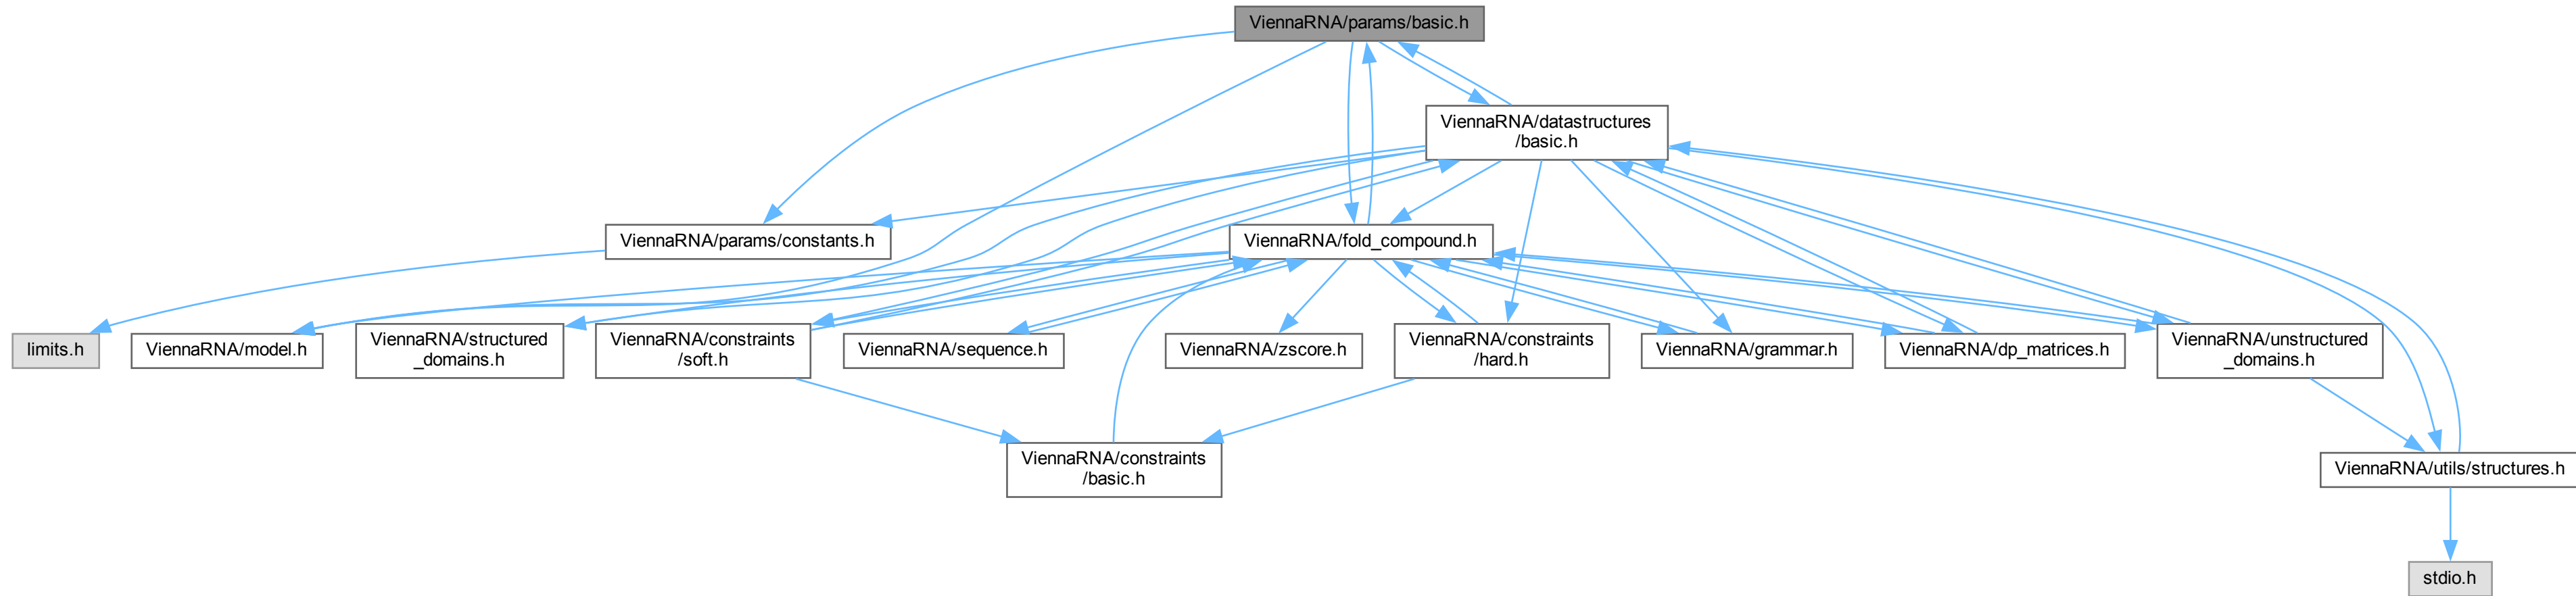 ViennaRNA/params/basic.h
ViennaRNA/datastructures
/basic.h
ViennaRNA/params/constants.h
ViennaRNA/fold_compound.h
limits.h
ViennaRNA/model.h
ViennaRNA/structured
_domains.h
ViennaRNA/constraints
/soft.h
ViennaRNA/sequence.h
ViennaRNA/zscore.h
ViennaRNA/constraints
/hard.h
ViennaRNA/grammar.h
ViennaRNA/dp_matrices.h
ViennaRNA/unstructured
_domains.h
ViennaRNA/constraints
/basic.h
ViennaRNA/utils/structures.h
stdio.h